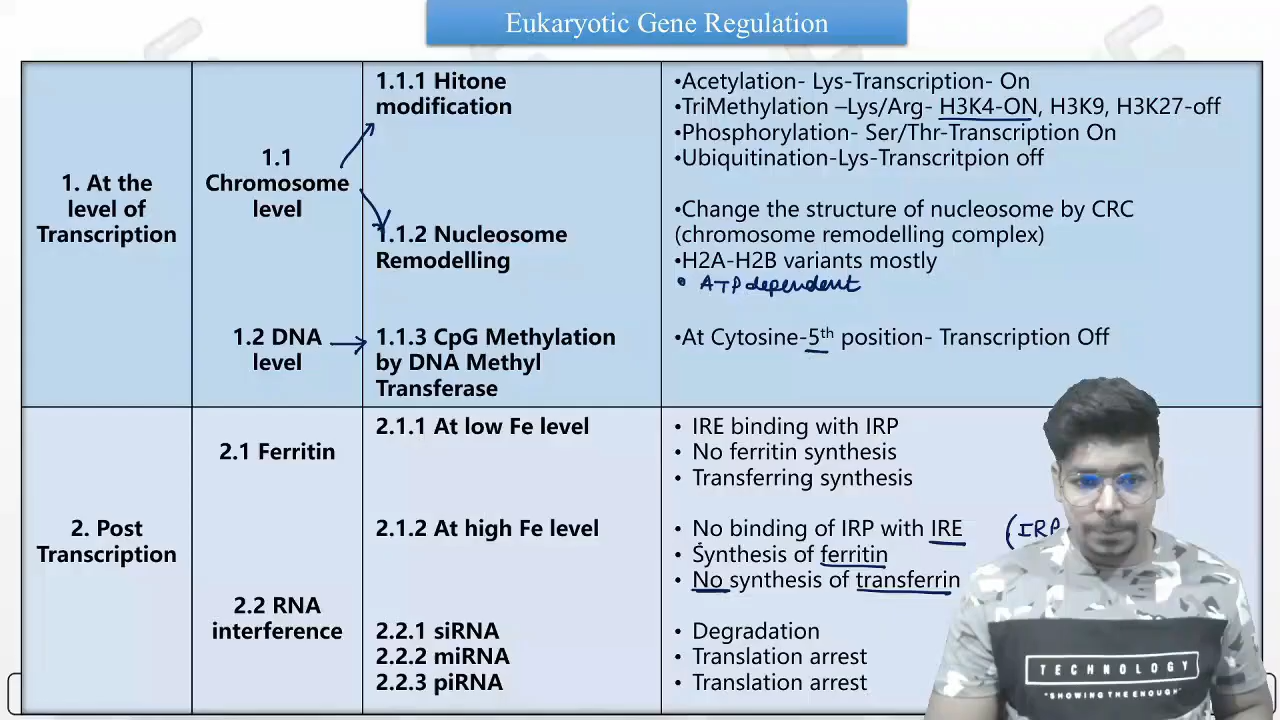 Eukaryotic Gene Regulation
1. At the
level of
Transcription
1.1
Chromosome
level
1.1.1 Hitone
modification
•Acetylation- Lys-Transcription- On
•TriMethylation –Lys/Arg- H3K4-ON, H3K9, H3K27-off
•Phosphorylation- Ser/Thr-Transcription On
•Ubiquitination-Lys-Transcritpion off
1.1.2 Nucleosome
Remodelling
•Change the structure of nucleosome by CRC
(chromosome remodelling complex)
•H2A-H2B variants mostly
• ATP dependent
1.2 DNA
level
1.1.3 CpG Methylation
by DNA Methyl
Transferase
•At Cytosine-5th position- Transcription Off
2. Post
Transcription
2.1 Ferritin
2.1.1 At low Fe level
• IRE binding with IRP
• No ferritin synthesis
• Transferring synthesis
2.1.2 At high Fe level
• No binding of IRP with IRE (IRP
• Synthesis of ferritin
• No synthesis of transferrin
2.2 RNA
interference
2.2.1 siRNA
2.2.2 miRNA
2.2.3 piRNA
• Degradation
• Translation arrest
• Translation arrest
TECHNOLOGY
"SHOWING THE ENOUGH"